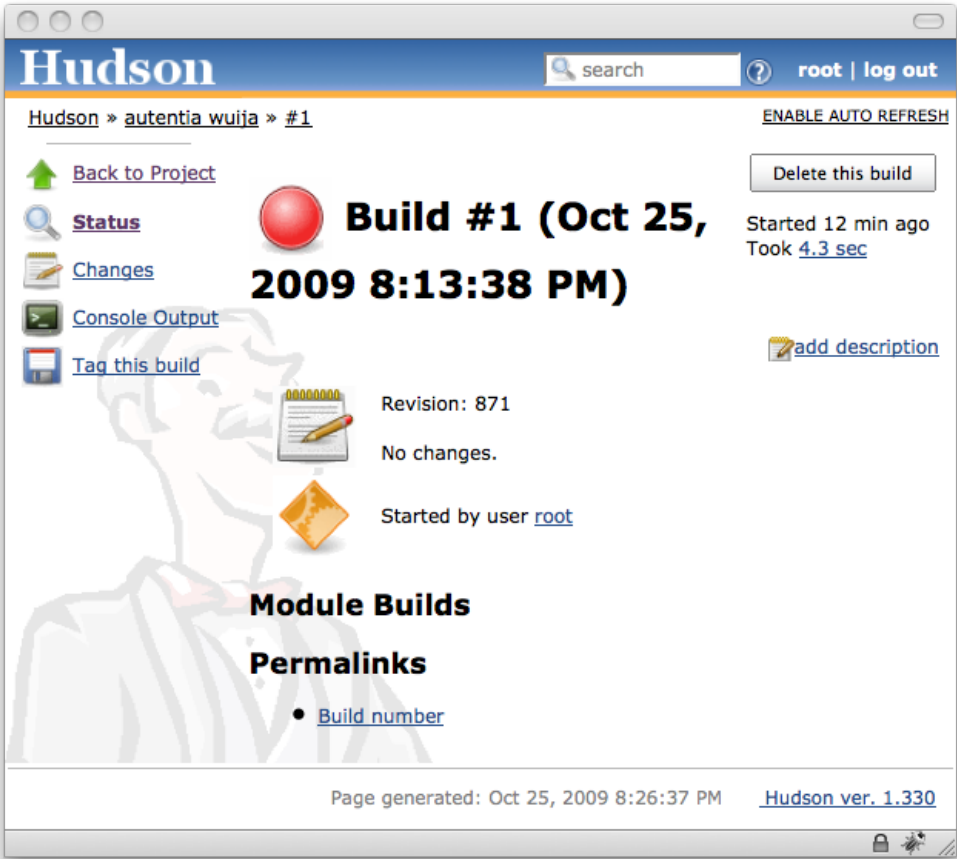 Hudson
search
root | log out
Hudson » autentia wuija » #1
ENABLE AUTO REFRESH
Back to Project
Status
Changes
Console Output
Tag this build
Build #1 (Oct 25,
2009 8:13:38 PM)
Delete this build
Started 12 min ago
Took 4.3 sec
add description
Revision: 871
No changes.
Started by user root
Module Builds
Permalinks
Build number
Page generated: Oct 25, 2009 8:26:37 PM
Hudson ver. 1.330